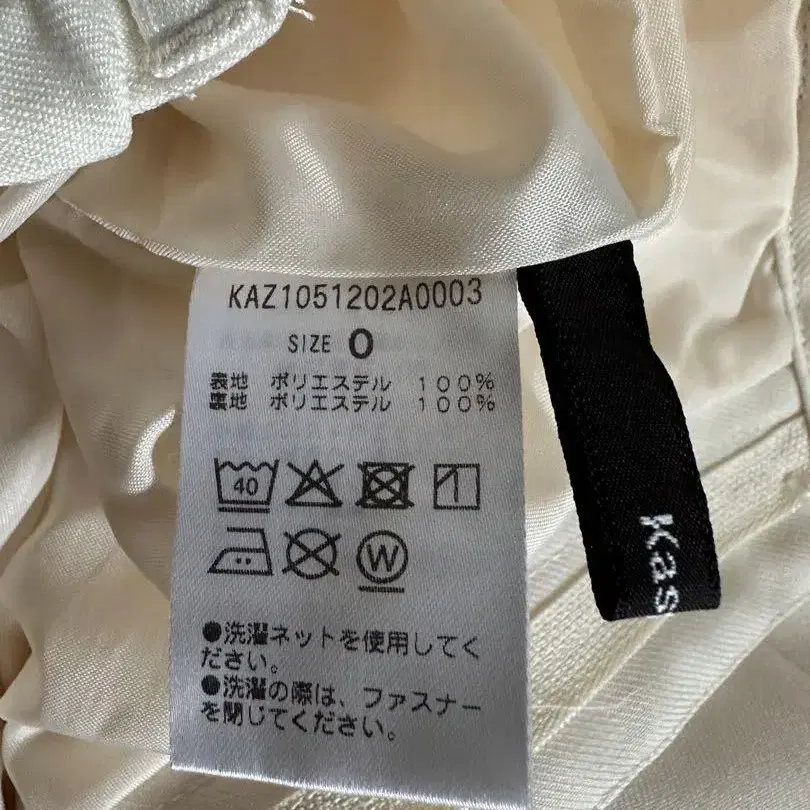 KAZ1051202A0003
SIZE 0
表地 ポリエステル 100%
裏地 ポリエステル 100%
40
W
●洗濯ネットを使用してく
ださい。
●洗濯の際は、ファスナー
を閉じてください。
Kas